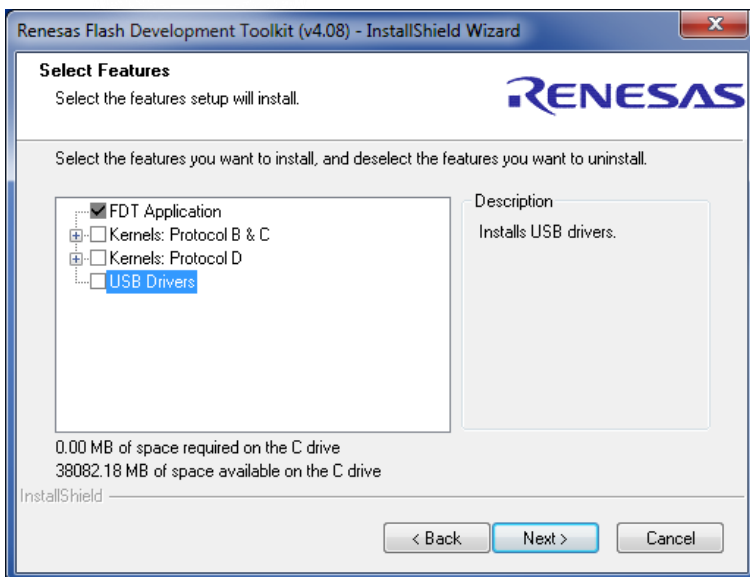 Renesas Flash Development Toolkit (v4.08) - InstallShield Wizard
Select Features
Select the features setup will install.
RENESAS
Select the features you want to install, and deselect the features you want to uninstall.
FDT Application
Kernels: Protocol B & C
Kernels: Protocol D
USB Drivers
Description
Installs USB drivers.
0.00 MB of space required on the C drive
38082.18 MB of space available on the C drive
InstallShield
< Back
Next >
Cancel